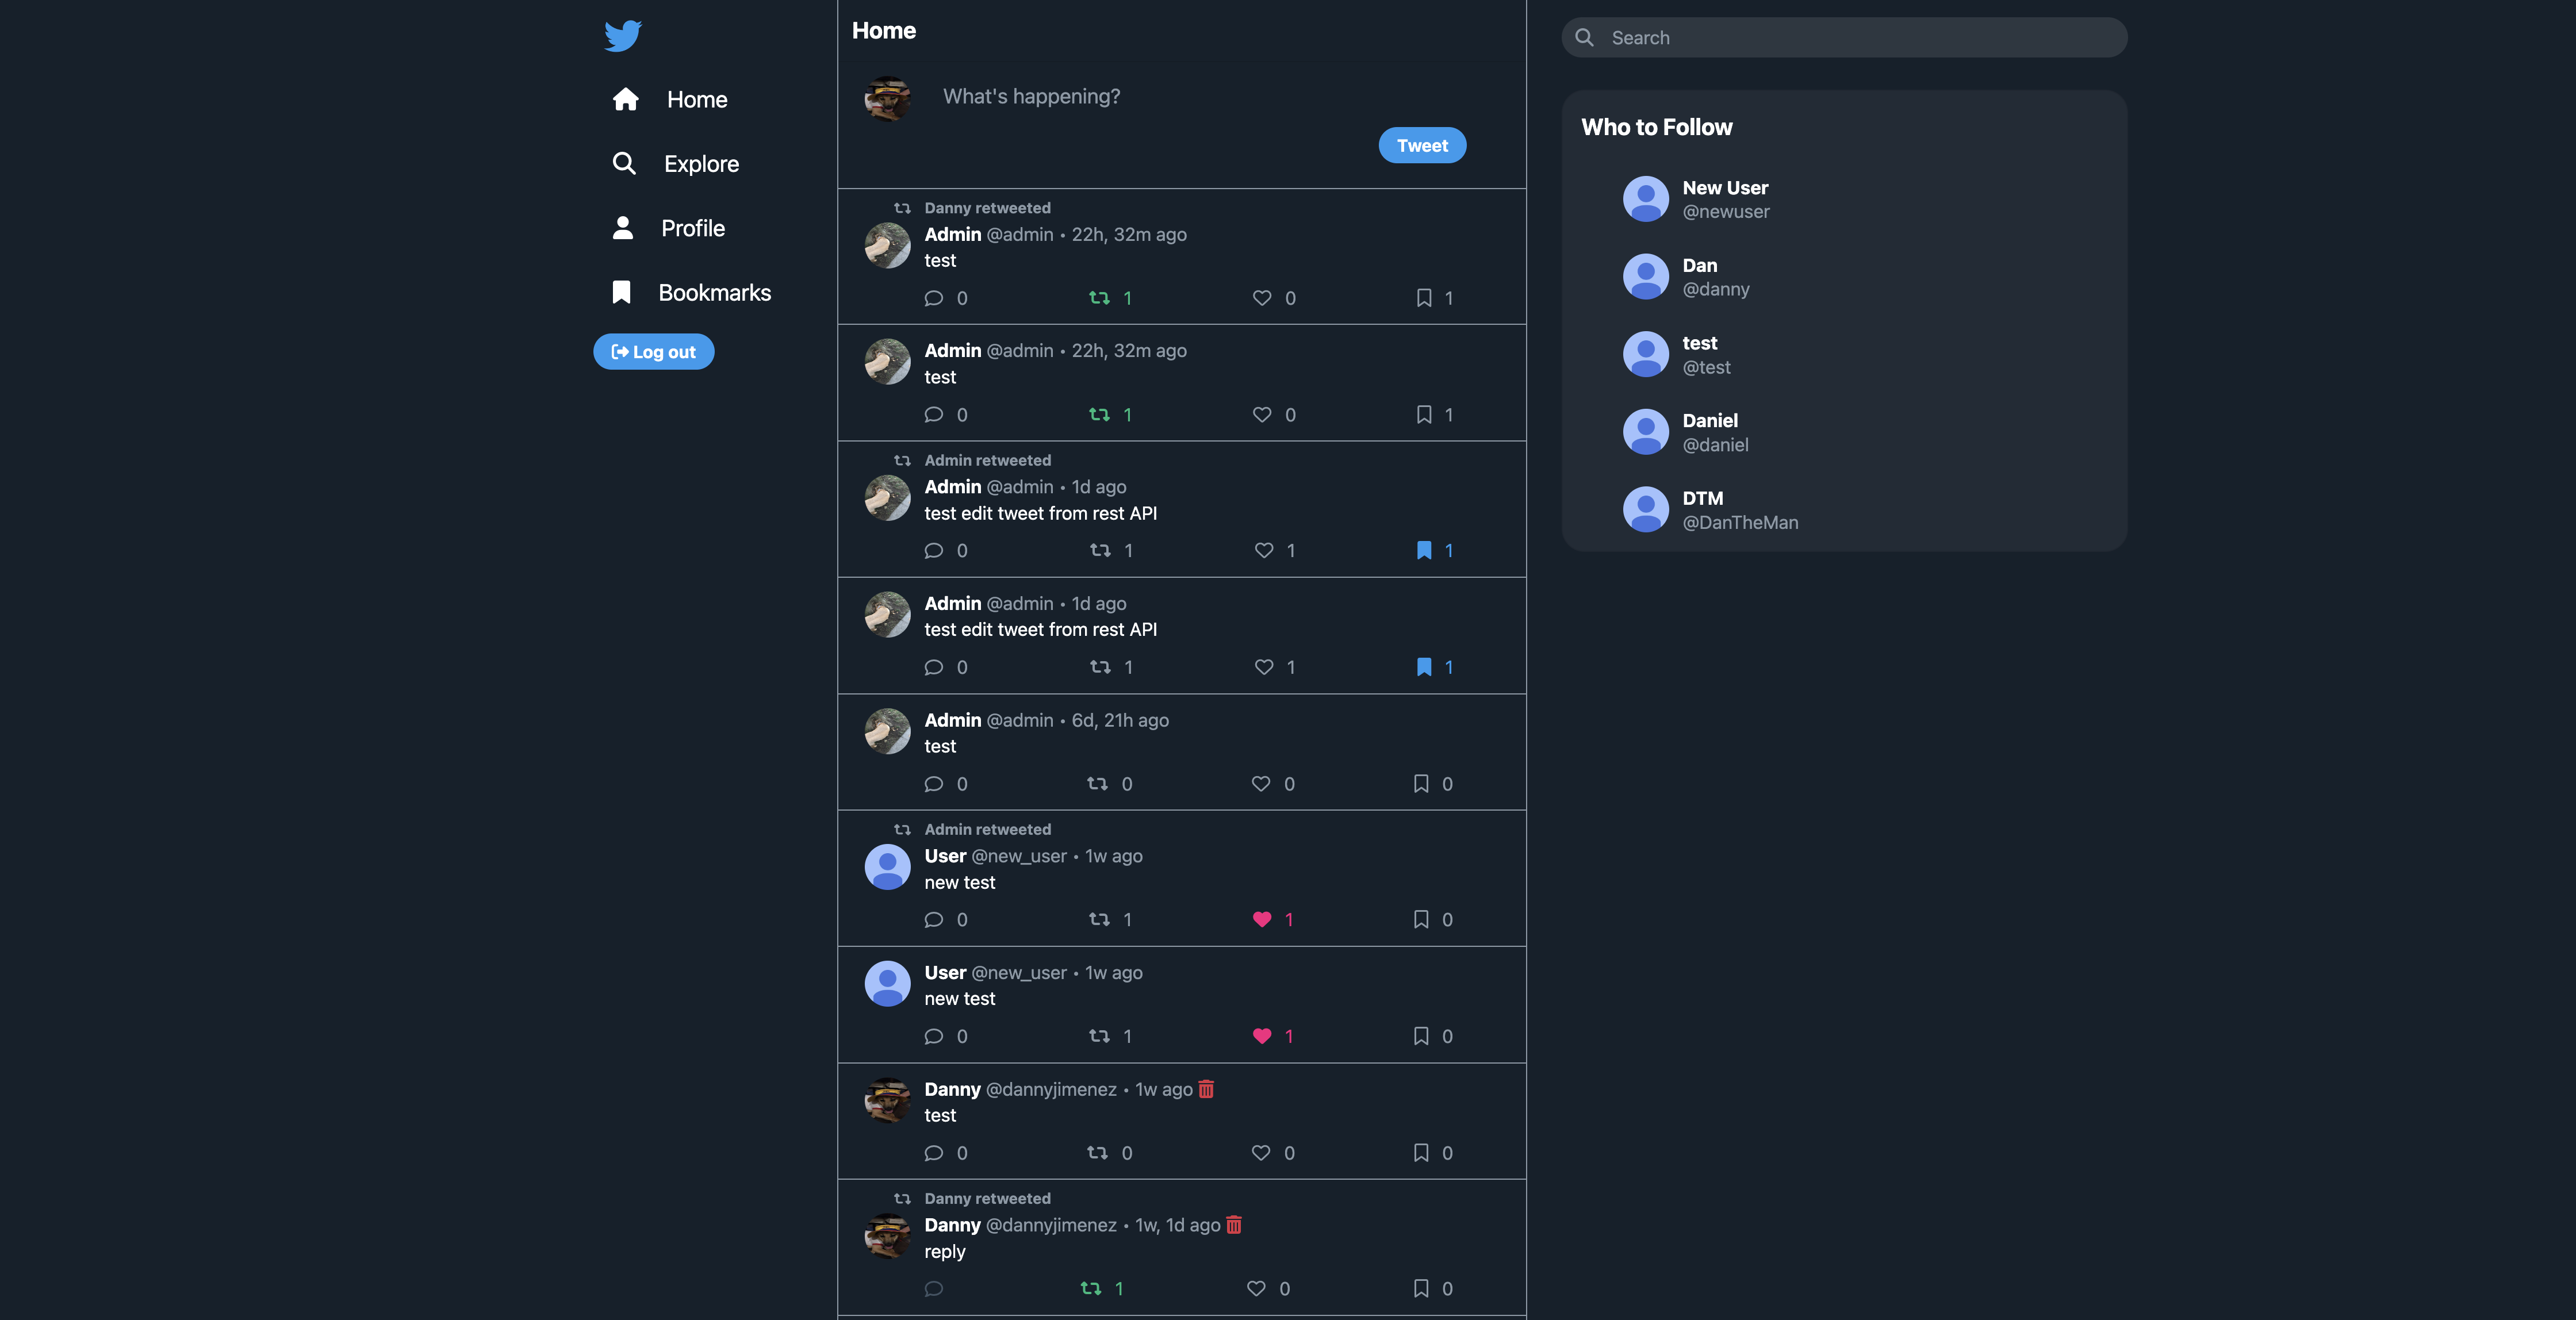 Home
Explore
Profile
Bookmarks
Log out
Home
What's happening?
Tweet
Danny retweeted
Admin @admin • 22h, 32m ago
test
0 1 0 1
Admin @admin • 22h, 32m ago
test
0 1 0 1
Admin retweeted
Admin @admin • 1d ago
test edit tweet from rest API
0 1 1 1
Admin @admin • 1d ago
test edit tweet from rest API
0 1 1 1
Admin @admin • 6d, 21h ago
test
0 0 0 0
Admin retweeted
User @new_user • 1w ago
new test
0 1 1 0
User @new_user • 1w ago
new test
0 1 1 0
Danny @dannyjimenez • 1w ago
test
0 0 0 0
Danny retweeted
Danny @dannyjimenez • 1w, 1d ago
reply
1 0 0
Search
Who to Follow
New User
@newuser
Dan
@danny
test
@test
Daniel
@daniel
DTM
@DanTheMan